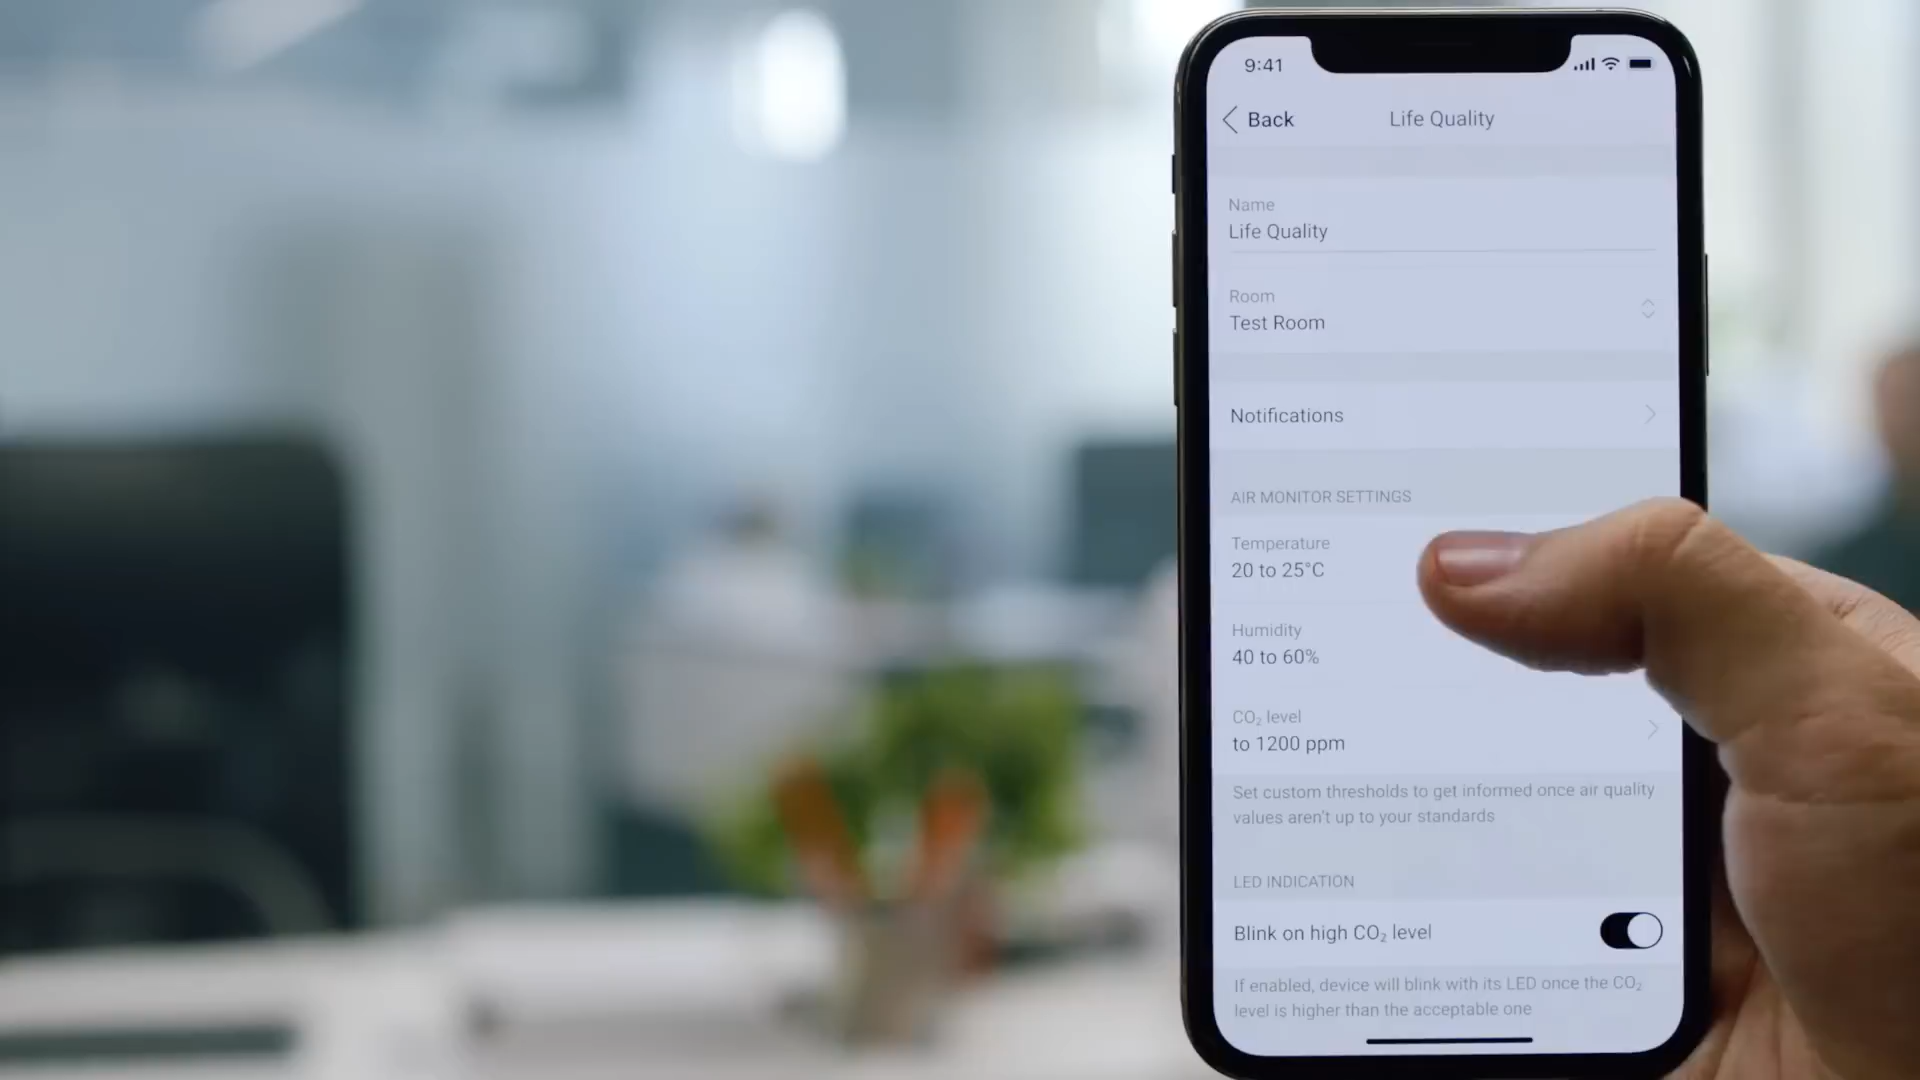 9:41
Back
Life Quality
Name
Life Quality
Room
Test Room
Notifications
AIR MONITOR SETTINGS
Temperature
20 to 25°C
Humidity
40 to 60%
CO₂ level
to 1200 ppm
Set custom thresholds to get informed once air quality
values aren't up to your standards
LED INDICATION
Blink on high CO₂ level
If enabled, device will blink with its LED once the CO₂
level is higher than the acceptable one